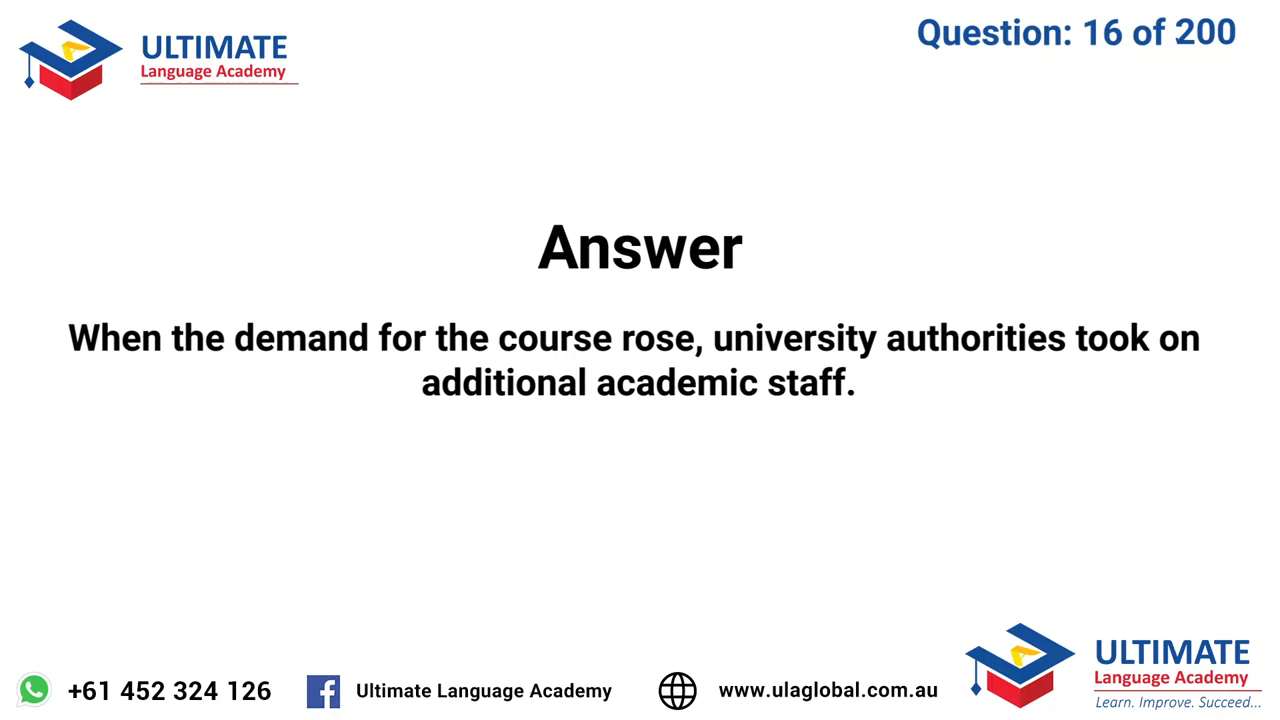 ULTIMATE
Language Academy
Question: 16 of 200
Answer
When the demand for the course rose, university authorities took on
additional academic staff.
+61 452 324 126
Ultimate Language Academy
www.ulaglobal.com.au
ULTIMATE
Language Academy
Learn. Improve. Succeed...